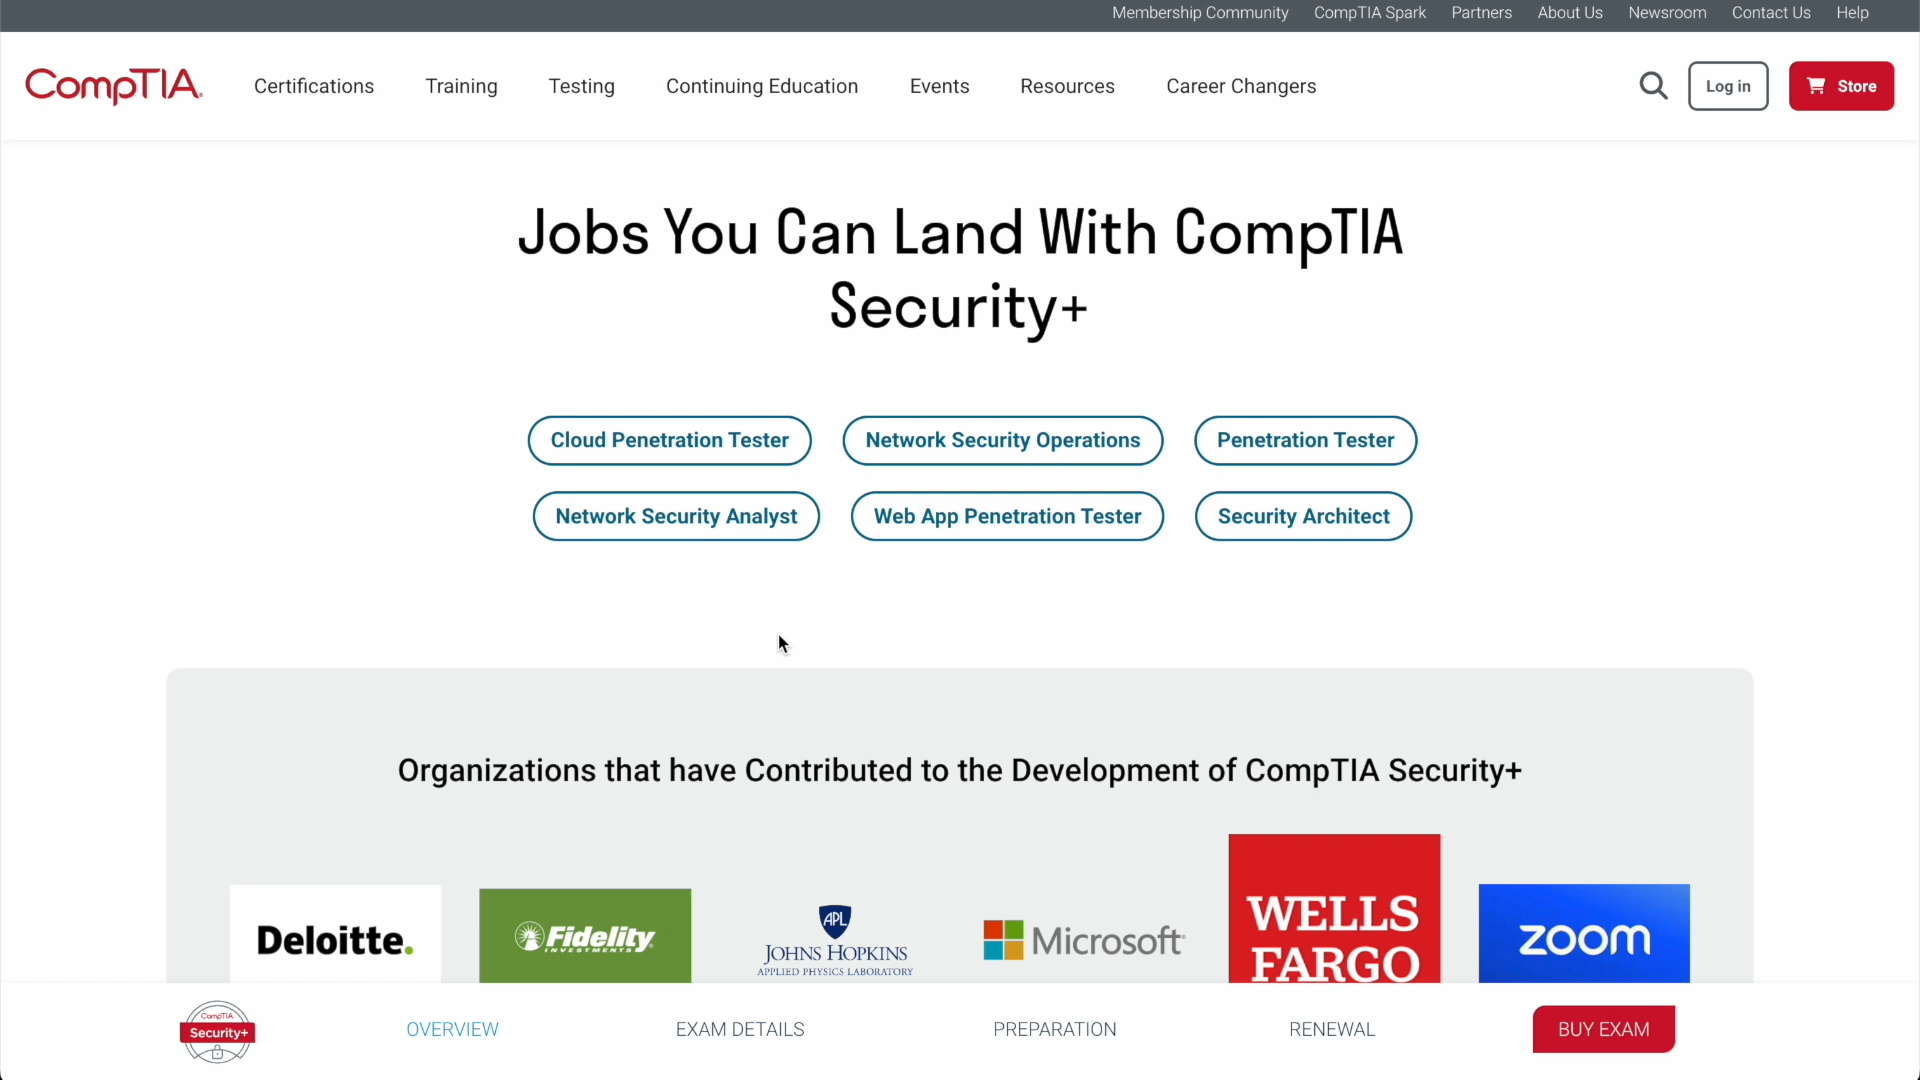 Membership Community CompTIA Spark Partners About Us Newsroom Contact Us Help
CompTIA. Certifications Training Testing Continuing Education Events Resources Career Changers Log in Store
Jobs You Can Land With CompTIA
Security+
Cloud Penetration Tester Network Security Operations Penetration Tester
Network Security Analyst Web App Penetration Tester Security Architect
Organizations that have Contributed to the Development of CompTIA Security+
Deloitte.
Fidelity
INVESTMENTS
APL
JOHNS HOPKINS
APPLIED PHYSICS LABORATORY
Microsoft
WELLS
FARGO
zoom
CompTIA
Security+
OVERVIEW EXAM DETAILS PREPARATION RENEWAL BUY EXAM